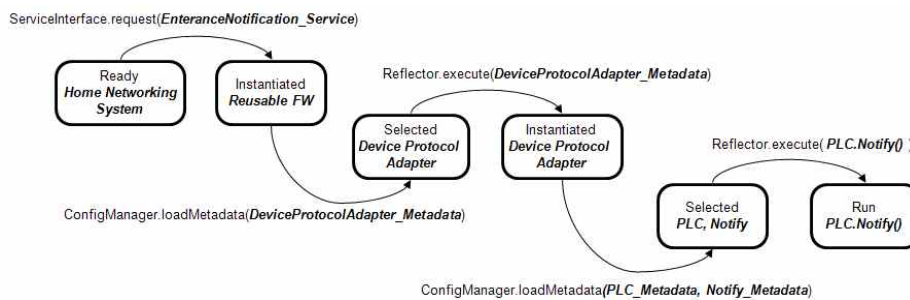 ServiceInterface.request(EnteranceNotification_Service)
Ready
Home Networking
System
Instantiated
Reusable FW
Reflector.execute(DeviceProtocolAdapter_Metadata)
Selected
Device Protocol
Adapter
Instantiated
Device Protocol
Adapter
ConfigManager.loadMetadata(DeviceProtocolAdapter_Metadata)
Reflector.execute( PLC.Notify() )
Selected
PLC, Notify
Run
PLC.Notify()
ConfigManager.loadMetadata(PLC_Metadata, Notify_Metadata)